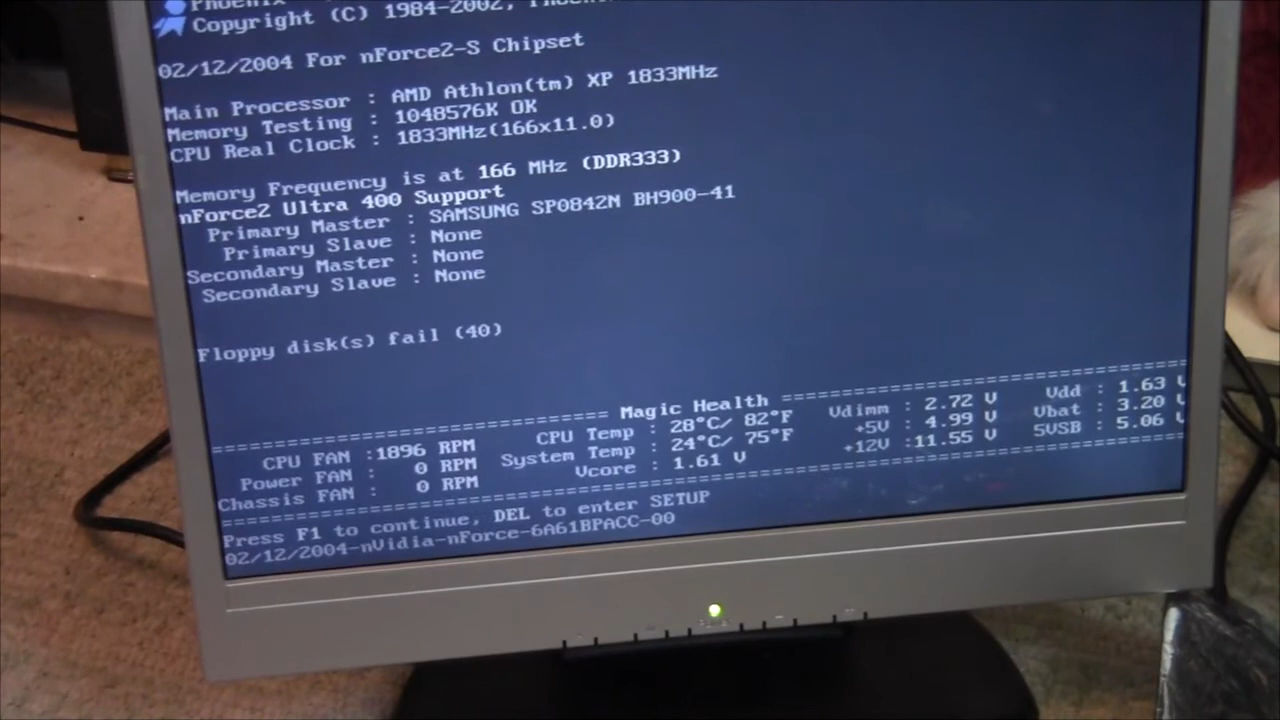 Phoenix
Copyright (C) 1984-2002,
02/12/2004 For nForce2-S Chipset
Main Processor : AMD Athlon(tm) XP 1833MHz
Memory Testing : 1048576K OK
CPU Real Clock : 1833MHz(166x11.0)
Memory Frequency is at 166 MHz (DDR333)
nForce2 Ultra 400 Support
Primary Master : SAMSUNG SP0842N BH900-41
Primary Slave : None
Secondary Master : None
Secondary Slave : None
Floppy disk(s) fail (40)
==================== Magic Health ====================
CPU FAN :1896 RPM CPU Temp : 28°C/ 82°F Vdimm : 2.72 V Vdd : 1.63 V
Power FAN : 0 RPM System Temp : 24°C/ 75°F +5V : 4.99 V Vbat : 3.20 V
Chassis FAN : 0 RPM Vcore : 1.61 V +12V :11.55 V 5VSB : 5.06 V
Press F1 to continue, DEL to enter SETUP
02/12/2004-nVidia-nForce-6A61BPACC-00